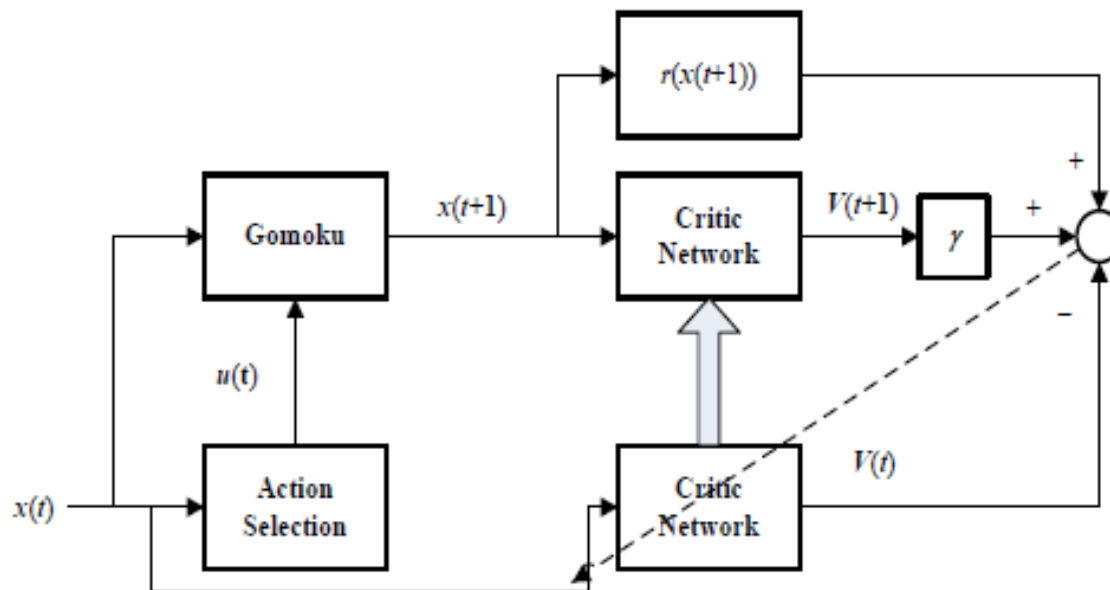 r(x(t+1))
+
Gomoku
x(t+1)
Critic
Network
V(t+1)
γ
+
−
u(t)
x(t)
Action
Selection
Critic
Network
V(t)